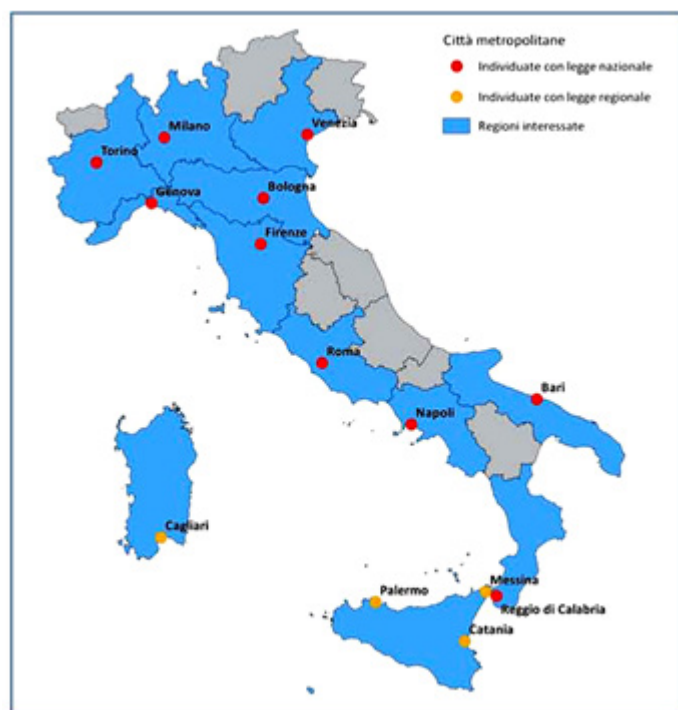 Città metropolitane
Individuate con legge nazionale
Individuate con legge regionale
Regioni interessate
Milano
Venezia
Torino
Genova
Bologna
Firenze
Roma
Bari
Napoli
Cagliari
Palermo
Messina
Reggio di Calabria
Catania